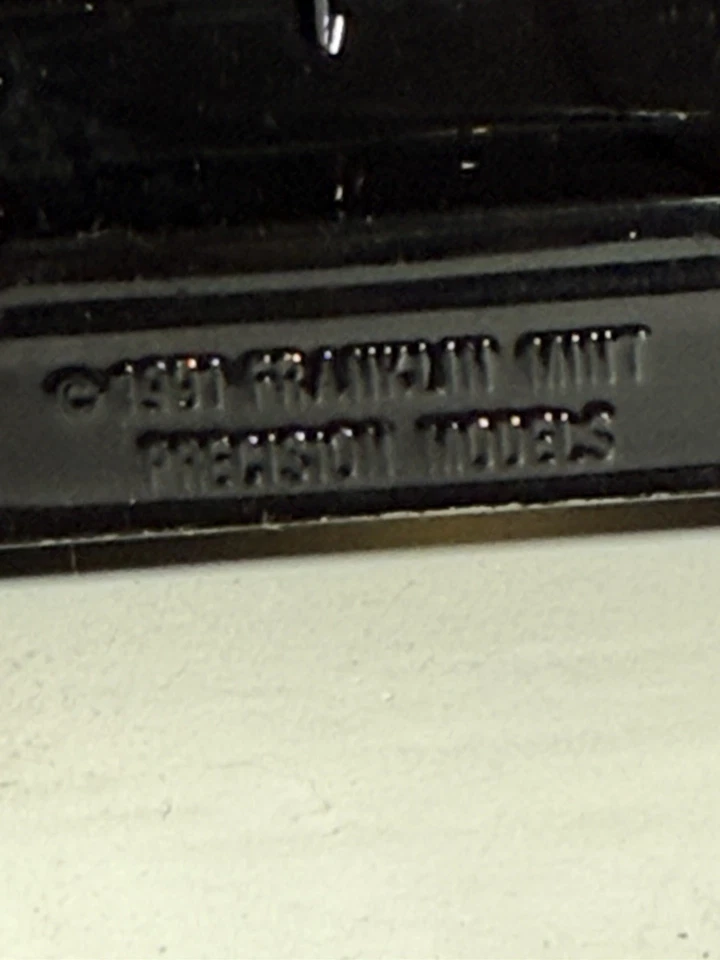 © 1991 FRANKLIN MINT
PRECISION MODELS